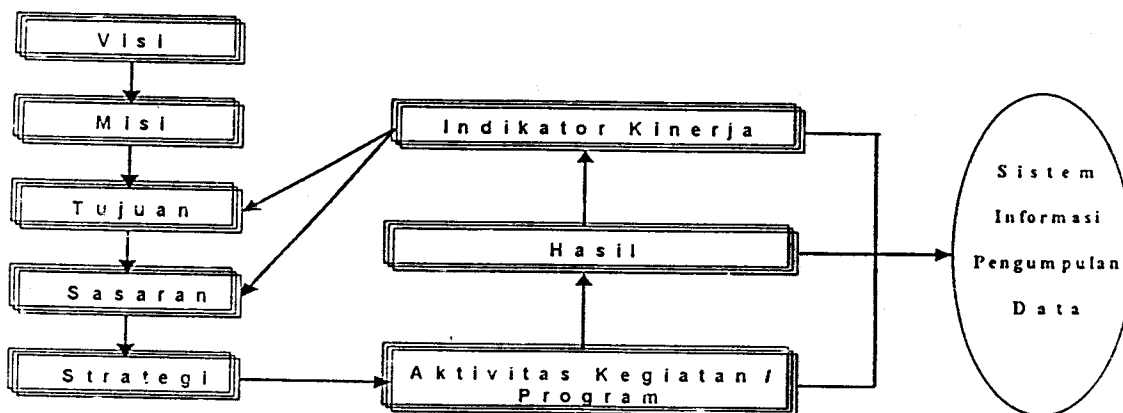 Visi
Misi
Tujuan
Sasaran
Strategi
Indikator Kinerja
Hasil
Aktivitas Kegiatan /
Program
Sistem
Informasi
Pengumpulan
Data